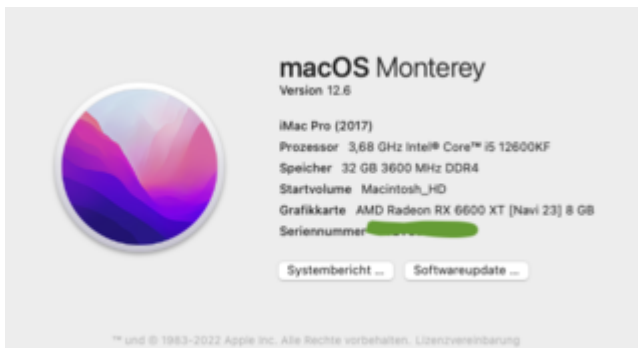 macOS Monterey
Version 12.6
iMac Pro (2017)
Prozessor 3,68 GHz Intel® Core™ i5 12600KF
Speicher 32 GB 3600 MHz DDR4
Startvolume Macintosh_HD
Grafikkarte AMD Radeon RX 6600 XT [Navi 23] 8 GB
Seriennummer
Systembericht ...
Softwareupdate ...
™ und © 1983-2022 Apple Inc. Alle Rechte vorbehalten. Lizenzvereinbarung